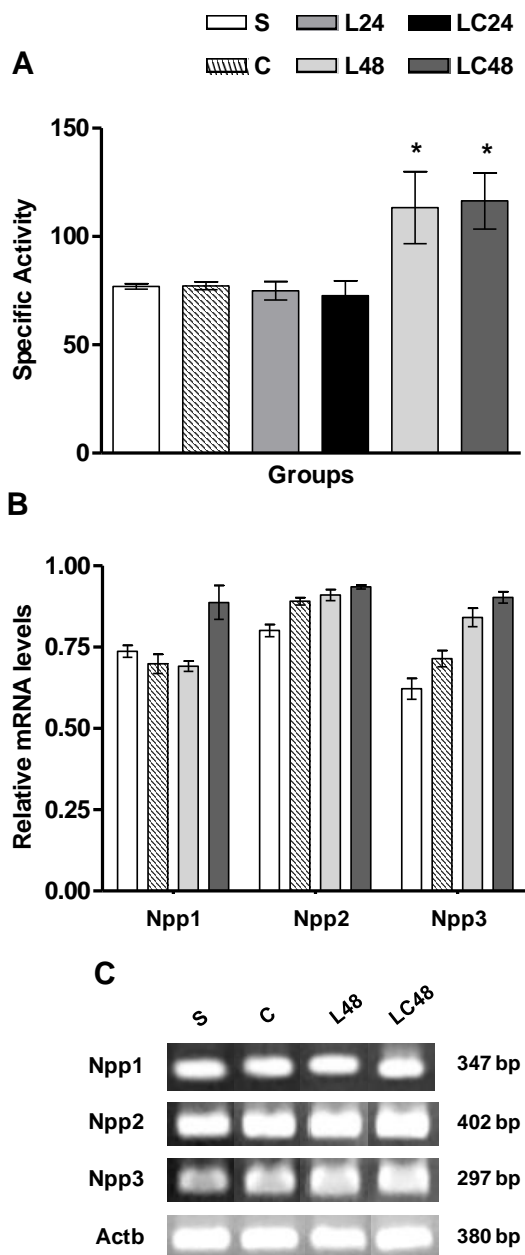 S L24 LC24
C L48 LC48
A
150
* *
100
Specific Activity
50
0
Groups
B
1.00
0.75
Relative mRNA levels
0.50
0.25
0.00
Npp1 Npp2 Npp3
C
S C L48 LC48
Npp1 347 bp
Npp2 402 bp
Npp3 297 bp
Actb 380 bp